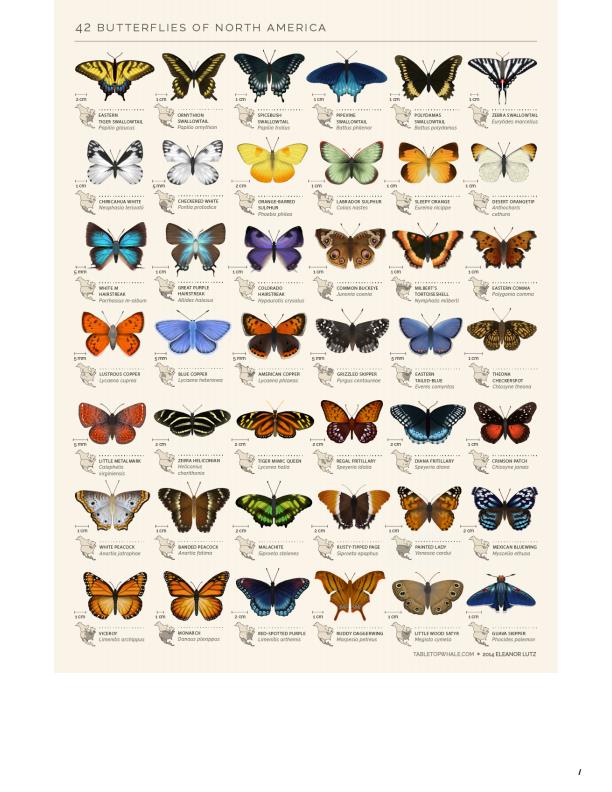 42 BUTTERFLIES OF NORTH AMERICA
2 cm 1 cm 1 cm 1 cm 1 cm 1 cm
EASTERN TIGER SWALLOWTAIL
Papilio glaucus
ORNYTHION SWALLOWTAIL
Papilio ornythion
SPICEBUSH SWALLOWTAIL
Papilio troilus
PIPEVINE SWALLOWTAIL
Battus philenor
POLYDAMAS SWALLOWTAIL
Battus polydamas
ZEBRA SWALLOWTAIL
Eurytides marcellus
1 cm 5 mm 2 cm 1 cm 1 cm 1 cm
CHIRICAHUA WHITE
Neophasia terlootii
CHECKERED WHITE
Pontia protodice
ORANGE-BARRED SULPHUR
Phoebis philea
LABRADOR SULPHUR
Colias nastes
SLEEPY ORANGE
Eurema nicippe
DESERT ORANGETIP
Anthocharis cethura
5 mm 1 cm 1 cm 1 cm 1 cm 1 cm
WHITE M HAIRSTREAK
Parrhasius m-album
GREAT PURPLE HAIRSTREAK
Atlides halesus
COLORADO HAIRSTREAK
Hypaurotis crysalus
COMMON BUCKEYE
Junonia coenia
MILBERT'S TORTOISESHELL
Nymphalis milberti
EASTERN COMMA
Polygonia comma
5 mm 5 mm 5 mm 5 mm 5 mm 1 cm
LUSTROUS COPPER
Lycaena cuprea
BLUE COPPER
Lycaena heteronea
AMERICAN COPPER
Lycaena phlaeas
GRIZZLED SKIPPER
Pyrgus centaureae
EASTERN TAILED-BLUE
Everes comyntas
THEONA CHECKERSPOT
Chlosyne theona
5 mm 2 cm 2 cm 2 cm 2 cm 1 cm
LITTLE METALMARK
Calephelis virginiensis
ZEBRA HELICONIAN
Heliconius charithonia
TIGER MIMIC QUEEN
Lycorea halia
REGAL FRITILLARY
Speyeria idalia
DIANA FRITILLARY
Speyeria diana
CRIMSON PATCH
Chlosyne janais
1 cm 1 cm 2 cm 2 cm 1 cm 2 cm
WHITE PEACOCK
Anartia jatrophae
BANDED PEACOCK
Anartia fatima
MALACHITE
Siproeta stelenes
RUSTY-TIPPED PAGE
Siproeta epaphus
PAINTED LADY
Vanessa cardui
MEXICAN BLUEWING
Myscelia ethusa
1 cm 1 cm 2 cm 1 cm 1 cm 1 cm
VICEROY
Limenitis archippus
MONARCH
Danaus plexippus
RED-SPOTTED PURPLE
Limenitis arthemis
RUDDY DAGGERWING
Marpesia petreus
LITTLE WOOD SATYR
Megisto cymela
GUAVA SKIPPER
Phocides palemon
TABLETOPWHALE.COM • 2014 ELEANOR LUTZ